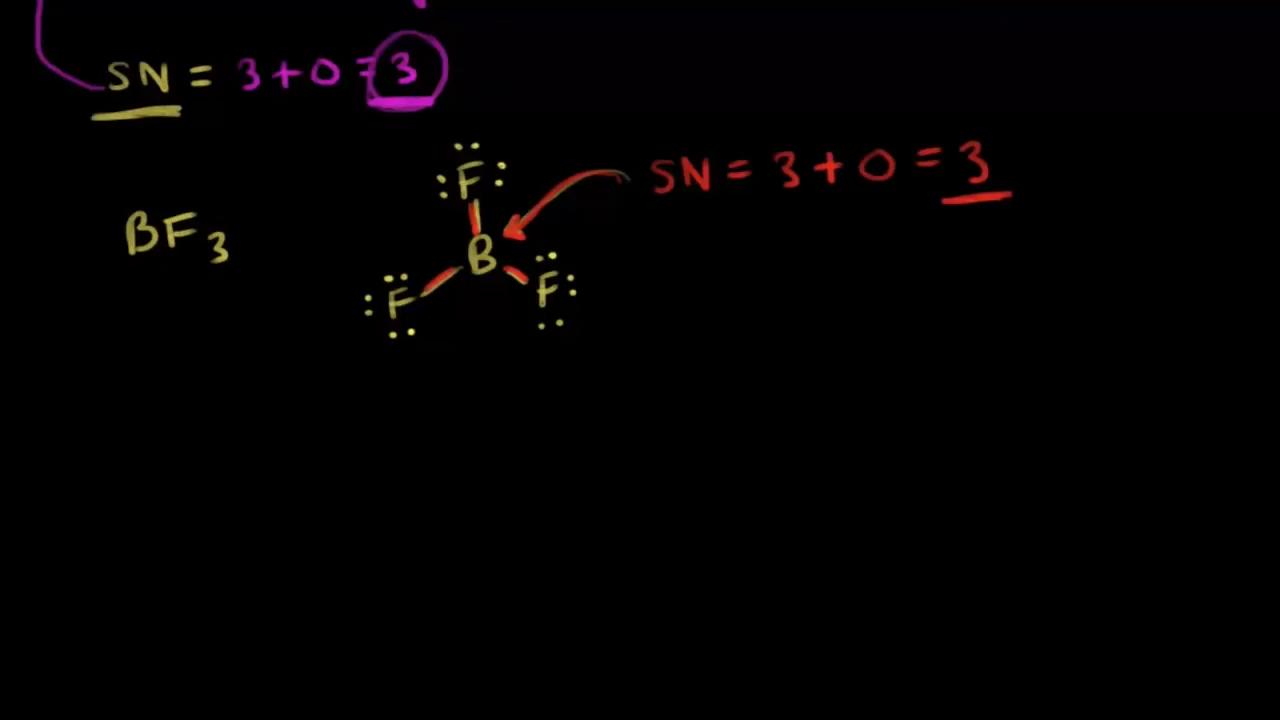 SN = 3 + 0 = 3
SN = 3 + 0 = 3
BF3
F
B
F
F